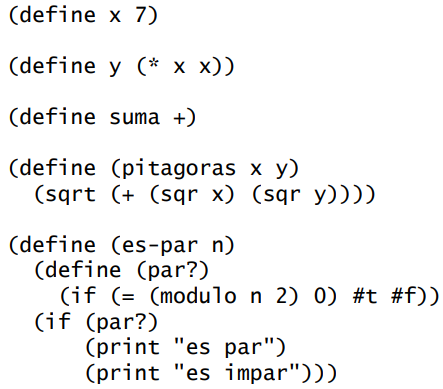 (define x 7)
(define y (* x x))
(define suma +)
(define (pitagoras x y)
  (sqrt (+ (sqr x) (sqr y))))
(define (es-par n)
  (define (par?)
    (if (= (modulo n 2) 0) #t #f))
  (if (par?)
      (print "es par")
      (print "es impar")))